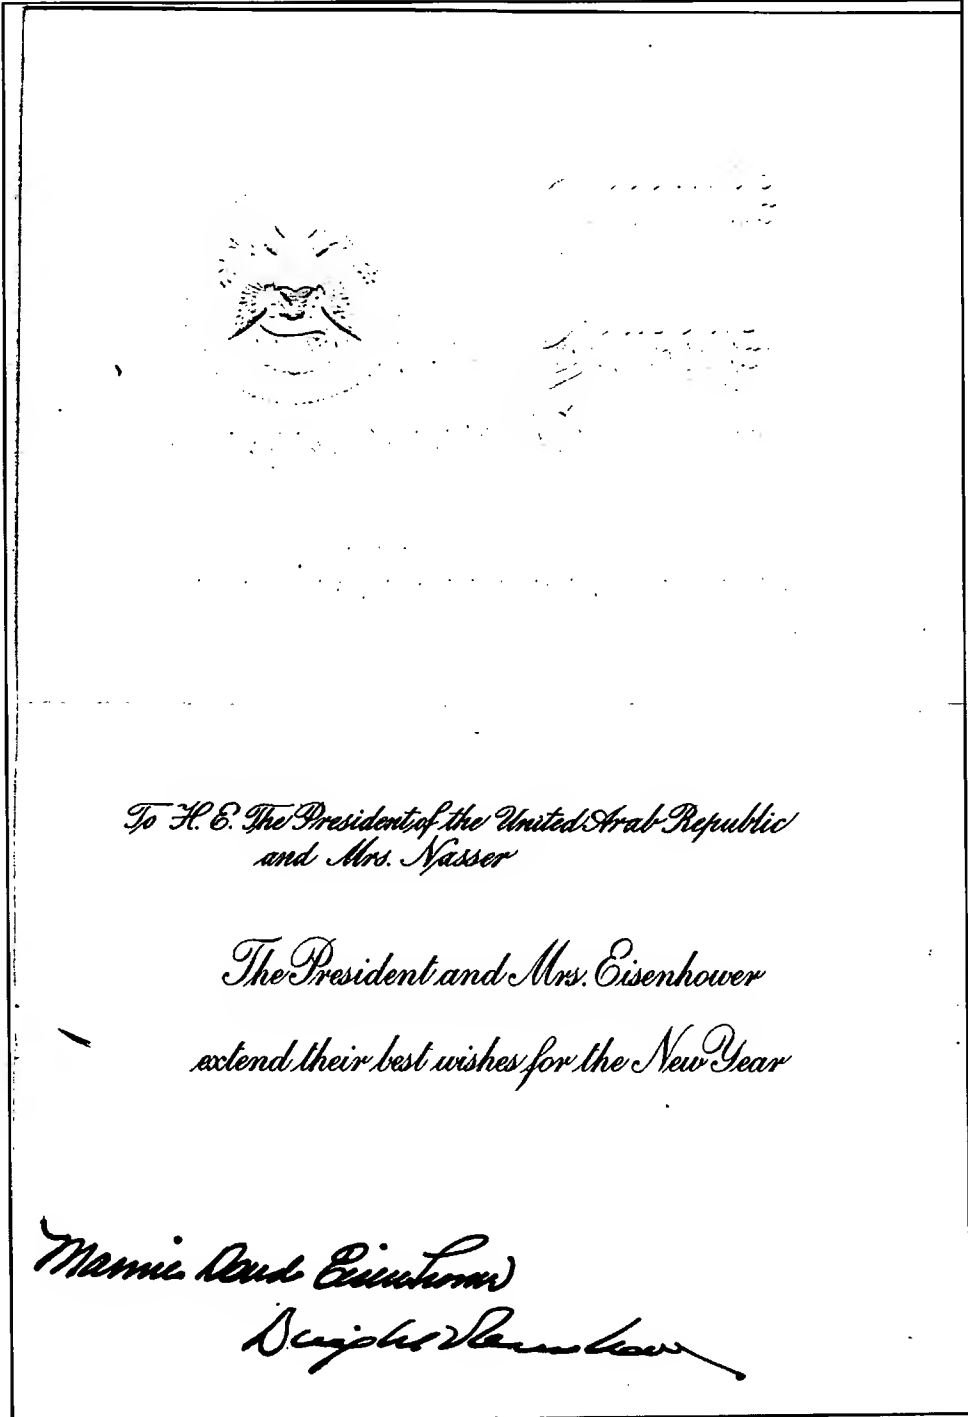 To H. E. The President of the United Arab Republic
and Mrs. Nasser
The President and Mrs. Eisenhower
extend their best wishes for the New Year
Mamie Doud Eisenhower
Dwight D Eisenhower